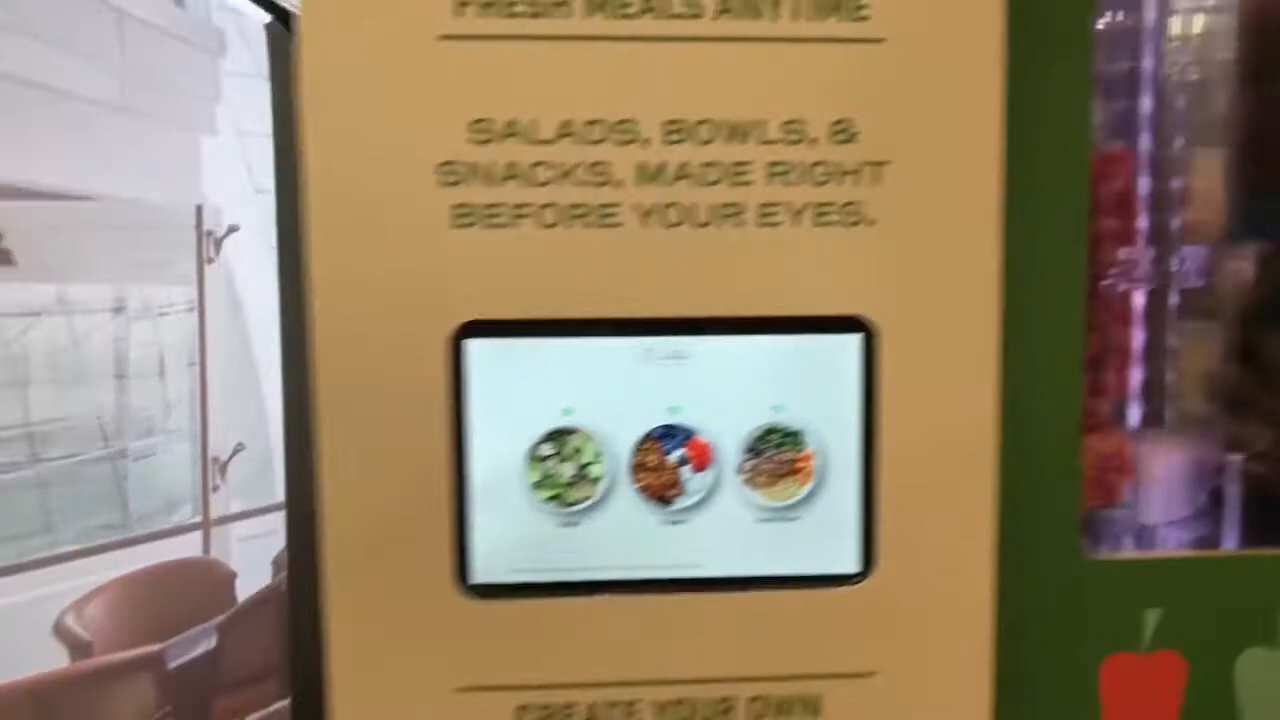 FRESH MEALS ANYTIME
SALADS, BOWLS, &
SNACKS, MADE RIGHT
BEFORE YOUR EYES.
CREATE YOUR OWN